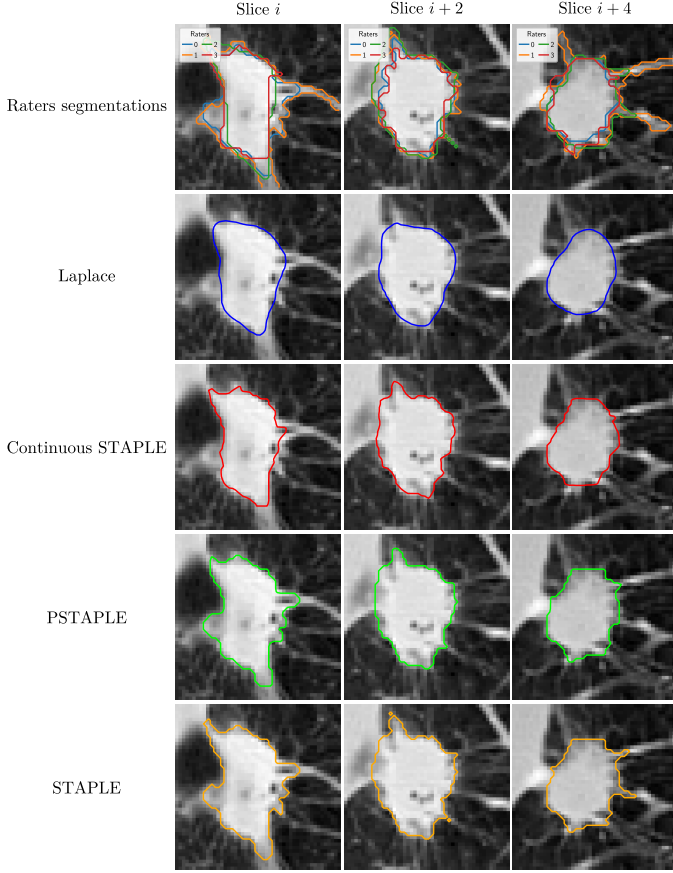 Slice i
Slice i + 2
Slice i + 4
Raters segmentations
Raters
0 2
1 3
Raters
0 2
1 3
Raters
0 2
1 3
Laplace
Continuous STAPLE
PSTAPLE
STAPLE